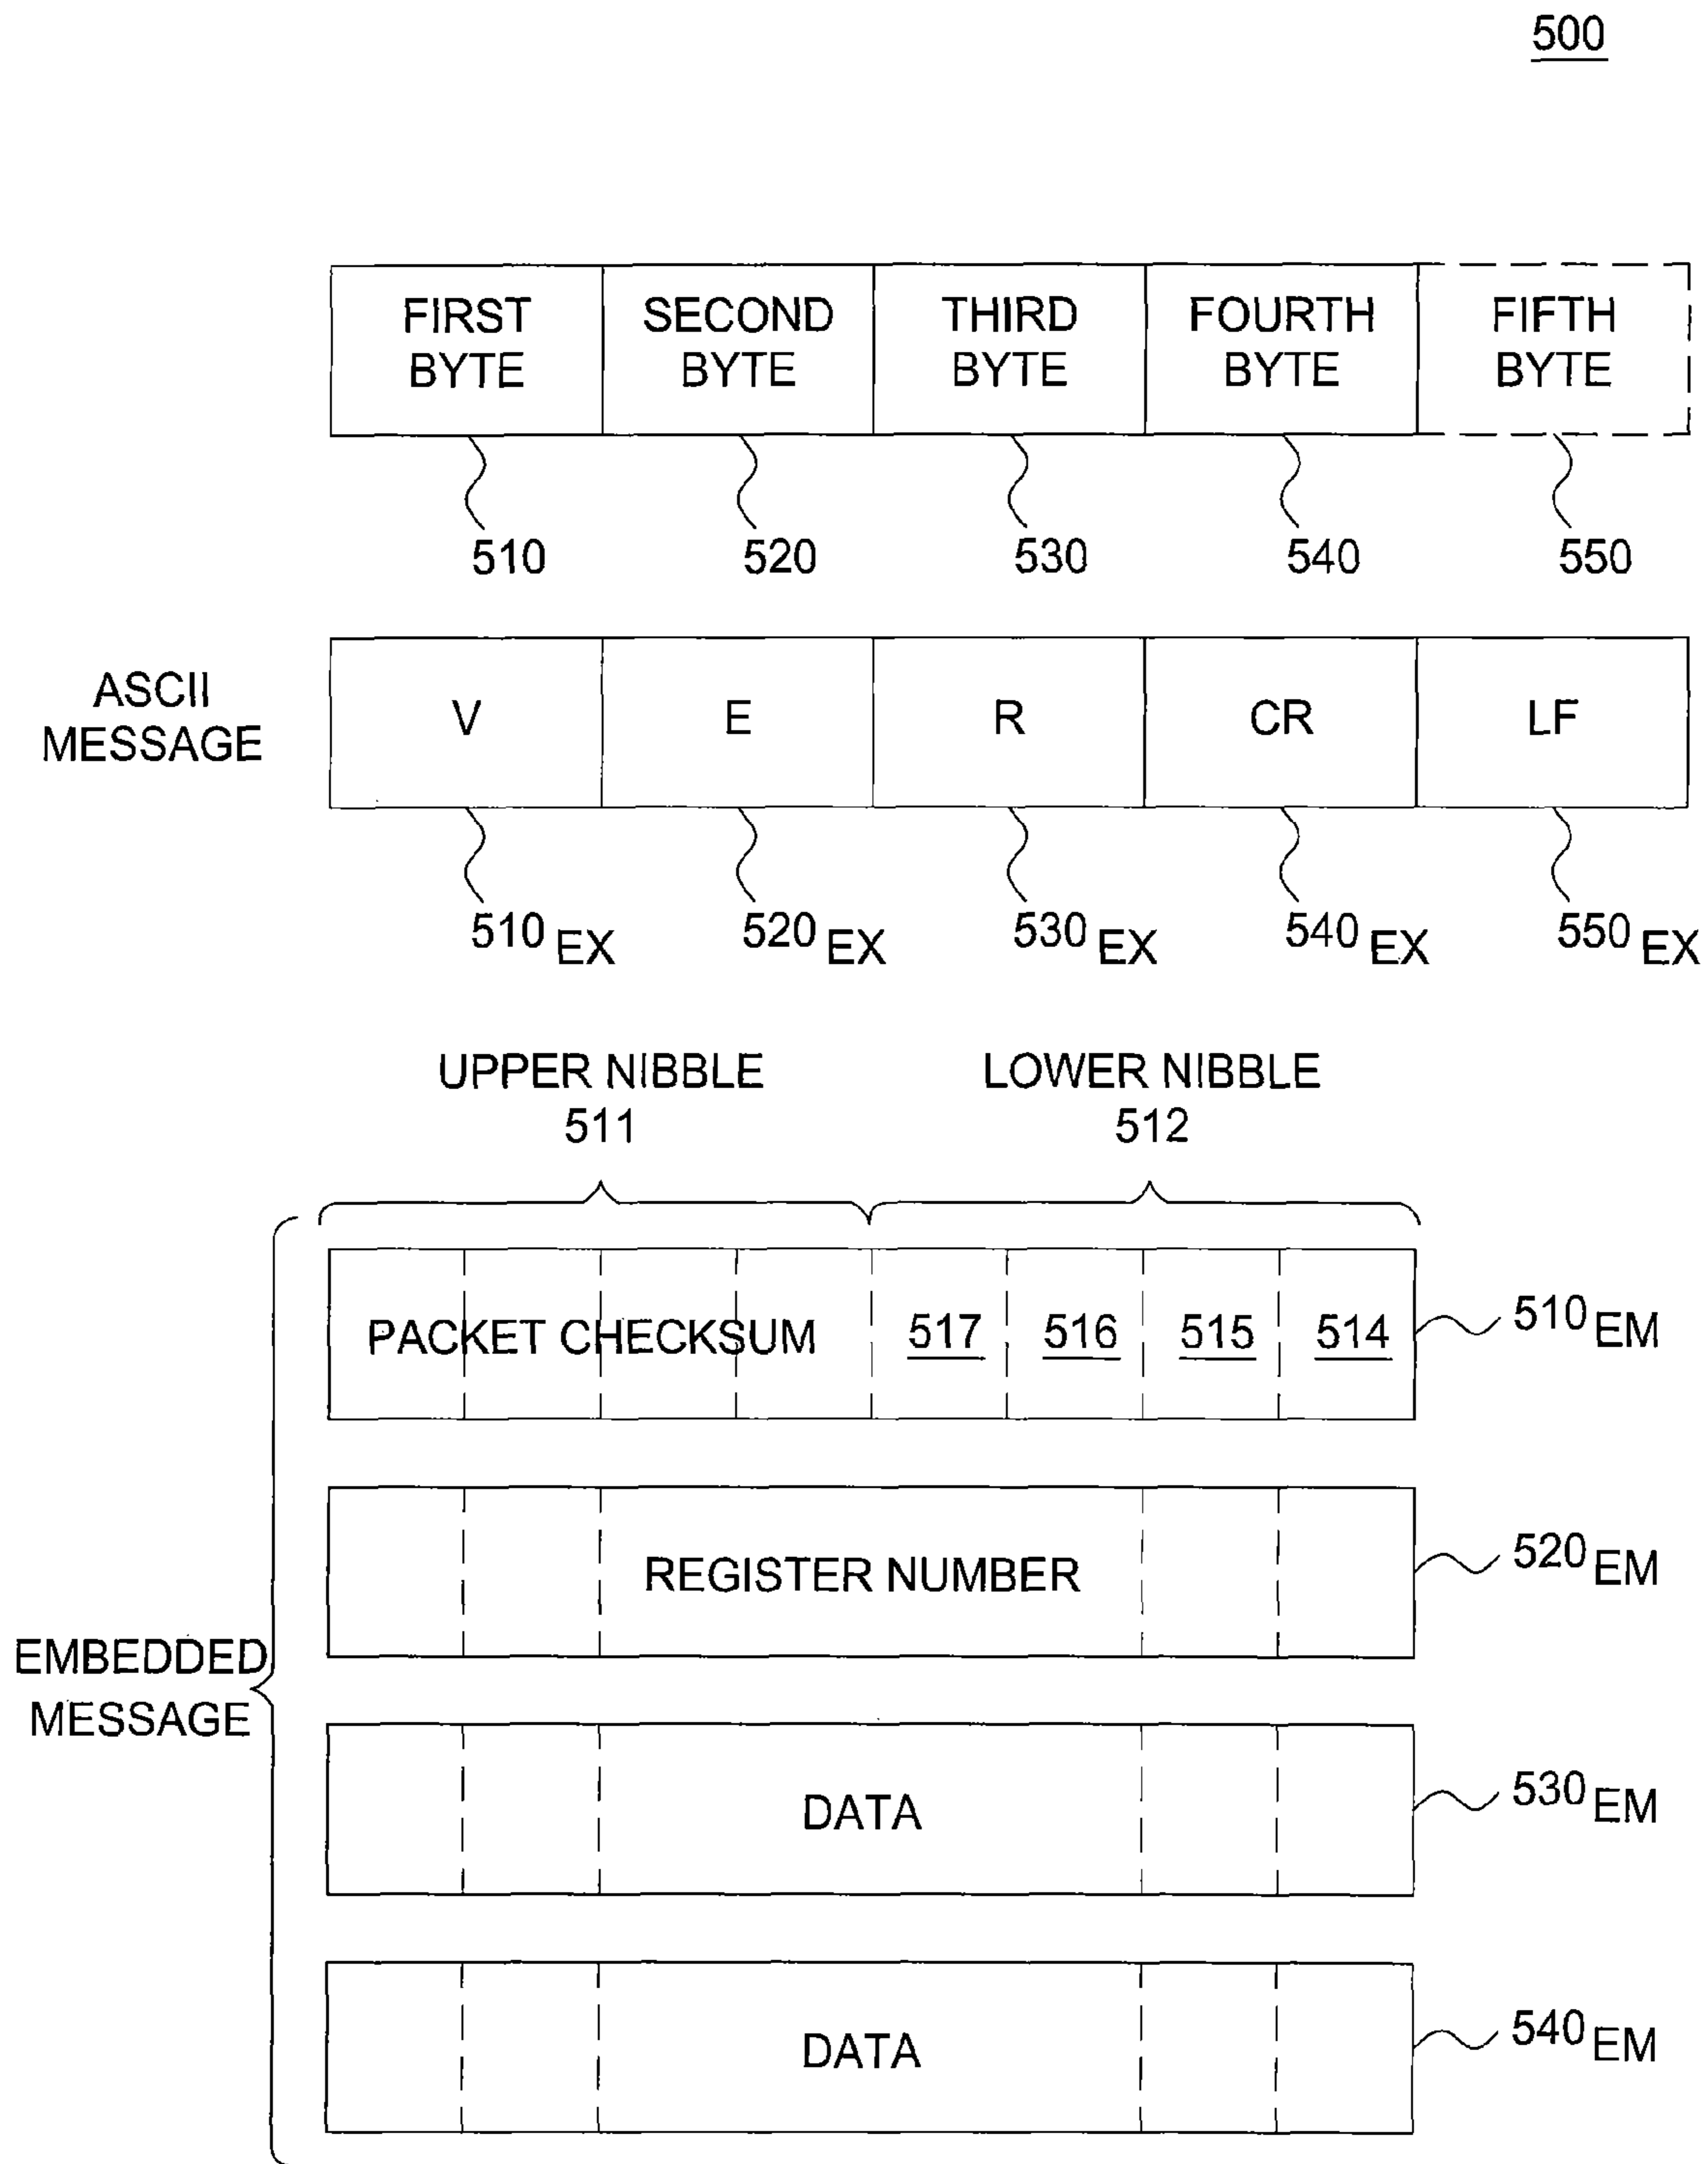 500
FIRST SECOND THIRD FOURTH FIFTH
BYTE BYTE BYTE BYTE BYTE
510 520 530 540 550
ASCII
MESSAGE
V E R CR LF
510 EX 520 EX 530 EX 540 EX 550 EX
UPPER NIBBLE LOWER NIBBLE
511 512
PACKET CHECKSUM 517 516 515 514 510 EM
REGISTER NUMBER 520 EM
EMBEDDED
MESSAGE
DATA 530 EM
DATA 540 EM